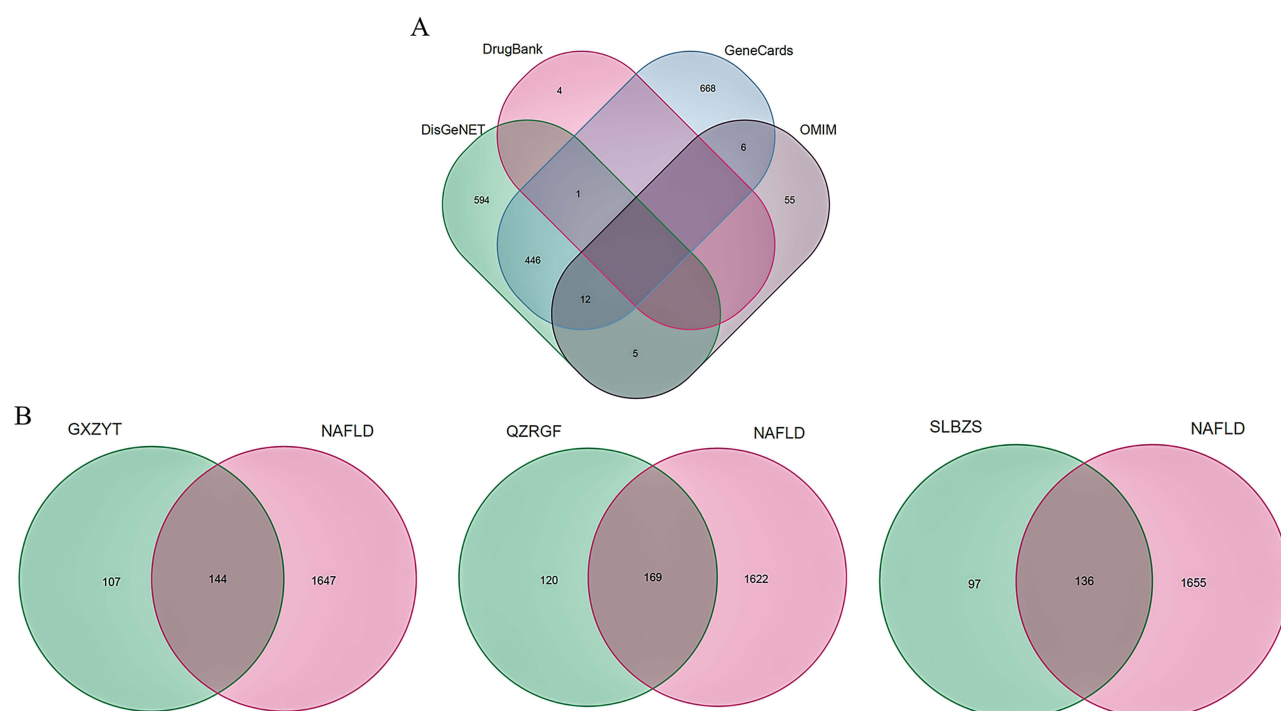 A
DrugBank GeneCards
4 668
DisGeNET OMIM
6
1
594 55
446
12
5
B
GXZYT NAFLD
107 144 1647
QZRGF NAFLD
120 169 1622
SLBZS NAFLD
97 136 1655